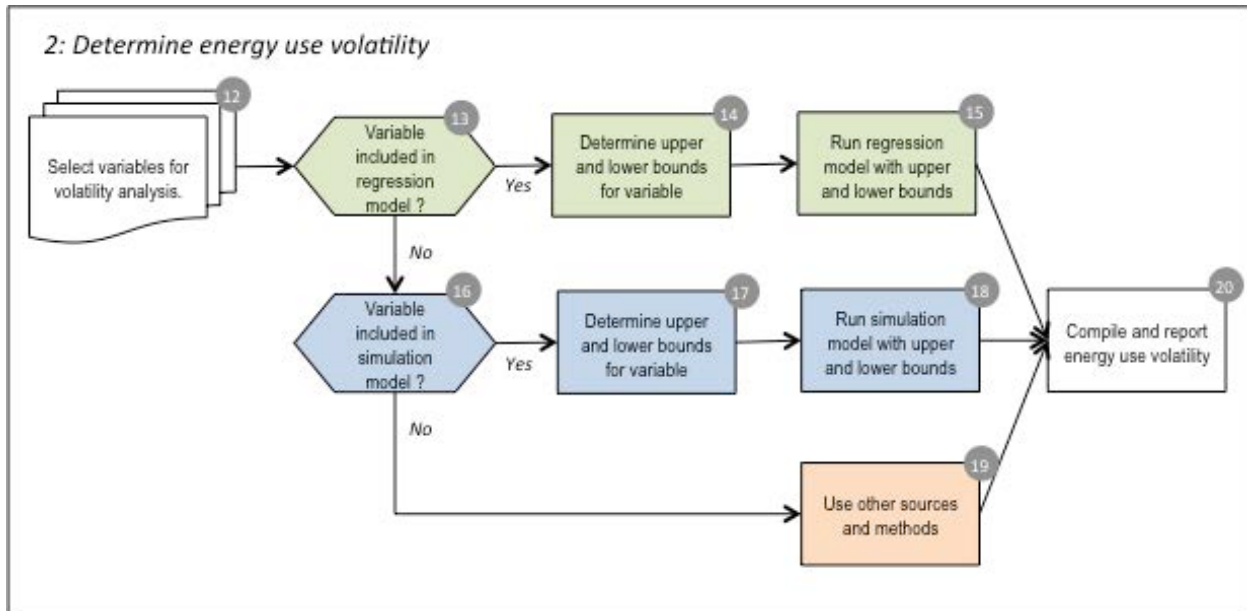 2: Determine energy use volatility
12
Select variables for
volatility analysis.
13
Variable
included in
regression
model ?
Yes
14
Determine upper
and lower bounds
for variable
15
Run regression
model with upper
and lower bounds
No
16
Variable
included in
simulation
model ?
Yes
17
Determine upper
and lower bounds
for variable
18
Run simulation
model with upper
and lower bounds
20
Compile and report
energy use volatility
No
19
Use other sources
and methods